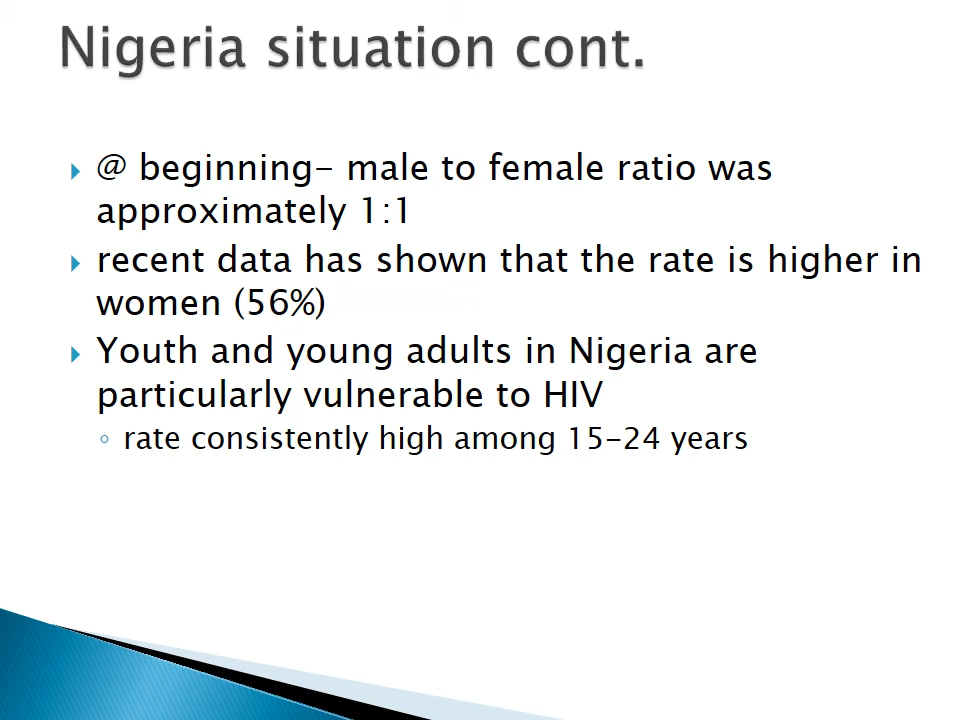 Nigeria situation cont.
@ beginning- male to female ratio was
approximately 1:1
recent data has shown that the rate is higher in
women (56%)
Youth and young adults in Nigeria are
particularly vulnerable to HIV
rate consistently high among 15-24 years